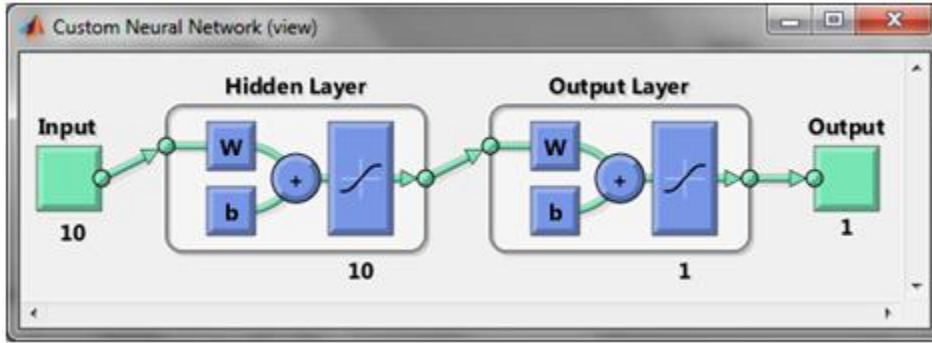 Custom Neural Network (view)
Hidden Layer
Output Layer
Input
Output
W
W
+
+
b
b
10
10
1
1